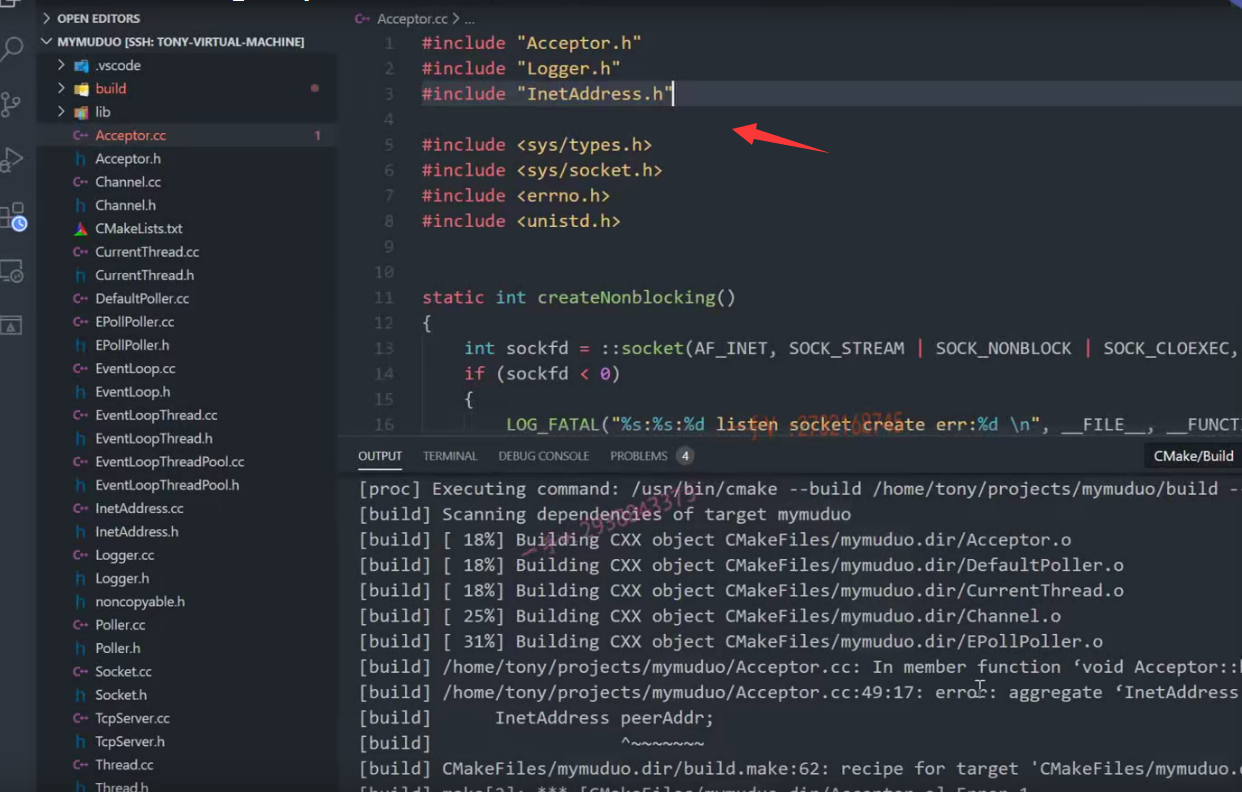 OPEN EDITORS
MYMUDUO [SSH: TONY-VIRTUAL-MACHINE]
.vscode
build
lib
C++ Acceptor.cc 1
h Acceptor.h
C++ Channel.cc
h Channel.h
CMakeLists.txt
C++ CurrentThread.cc
h CurrentThread.h
C++ DefaultPoller.cc
C++ EPollPoller.cc
h EPollPoller.h
C++ EventLoop.cc
h EventLoop.h
C++ EventLoopThread.cc
h EventLoopThread.h
C++ EventLoopThreadPool.cc
h EventLoopThreadPool.h
C++ InetAddress.cc
h InetAddress.h
C++ Logger.cc
h Logger.h
h noncopyable.h
C++ Poller.cc
h Poller.h
C++ Socket.cc
h Socket.h
C++ TcpServer.cc
h TcpServer.h
C++ Thread.cc
h Thread.h
C++ Acceptor.cc > ...
1 #include "Acceptor.h"
2 #include "Logger.h"
3 #include "InetAddress.h"
4
5 #include <sys/types.h>
6 #include <sys/socket.h>
7 #include <errno.h>
8 #include <unistd.h>
9
10
11 static int createNonblocking()
12 {
13 int sockfd = ::socket(AF_INET, SOCK_STREAM | SOCK_NONBLOCK | SOCK_CLOEXEC,
14 if (sockfd < 0)
15 {
16 LOG_FATAL("%s:%s:%d listen socket create err:%d \n", __FILE__, __FUNCT
OUTPUT TERMINAL DEBUG CONSOLE PROBLEMS 4 CMake/Build
[proc] Executing command: /usr/bin/cmake --build /home/tony/projects/mymuduo/build -
[build] Scanning dependencies of target mymuduo
[build] [ 18%] Building CXX object CMakeFiles/mymuduo.dir/Acceptor.o
[build] [ 18%] Building CXX object CMakeFiles/mymuduo.dir/DefaultPoller.o
[build] [ 18%] Building CXX object CMakeFiles/mymuduo.dir/CurrentThread.o
[build] [ 25%] Building CXX object CMakeFiles/mymuduo.dir/Channel.o
[build] [ 31%] Building CXX object CMakeFiles/mymuduo.dir/EPollPoller.o
[build] /home/tony/projects/mymuduo/Acceptor.cc: In member function ‘void Acceptor::
[build] /home/tony/projects/mymuduo/Acceptor.cc:49:17: error: aggregate ‘InetAddress
[build] InetAddress peerAddr;
[build] ^~~~~~~~
[build] CMakeFiles/mymuduo.dir/build.make:62: recipe for target 'CMakeFiles/mymuduo.